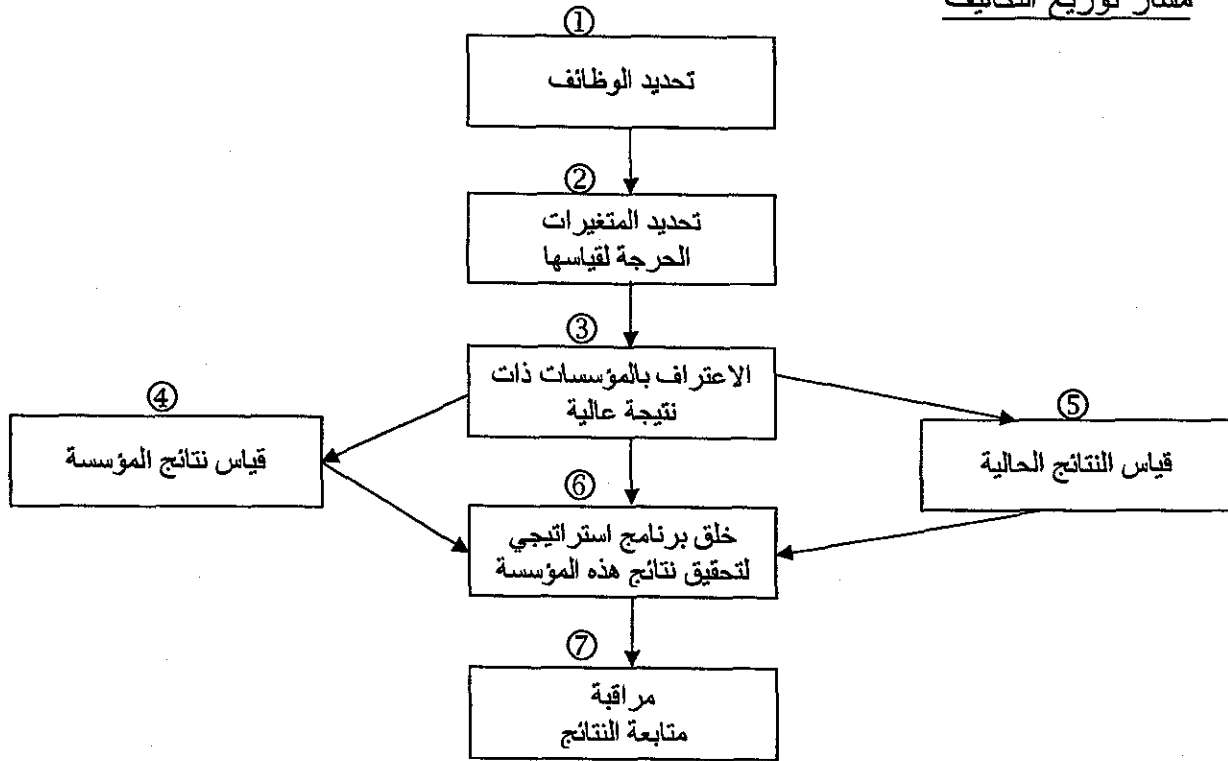 مسار توزيع التكاليف
①
تحديد الوظائف
②
تحديد المتغيرات
الحرجة لقياسها
③
الاعتراف بالمؤسسات ذات
نتيجة عالية
④
قياس نتائج المؤسسة
⑤
قياس النتائج الحالية
⑥
خلق برنامج استراتيجي
لتحقيق نتائج هذه المؤسسة
⑦
مراقبة
متابعة النتائج